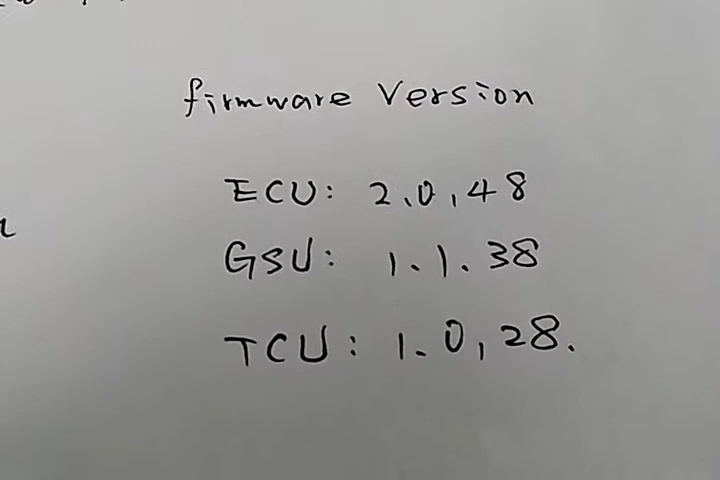 firmware Version
ECU: 2.0.48
GSU: 1.1.38
TCU: 1.0.28.